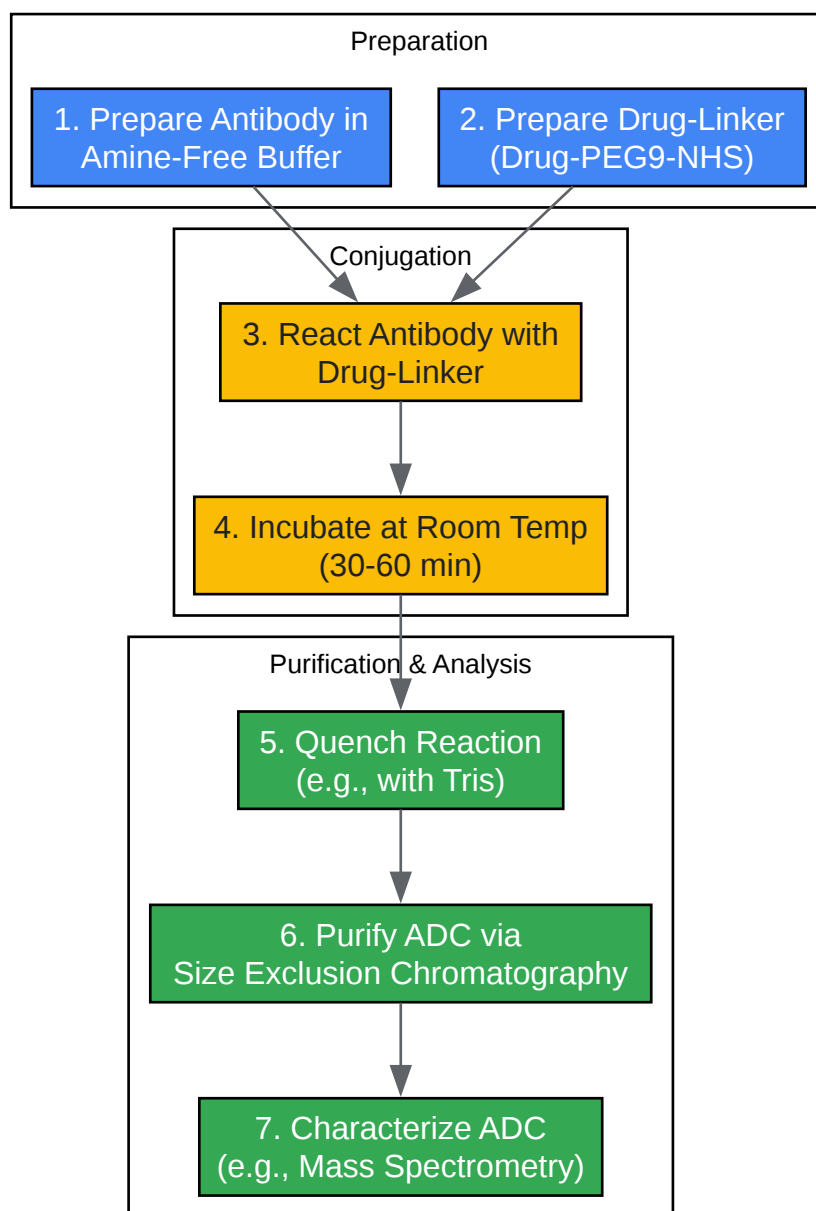 Preparation
1. Prepare Antibody in
Amine-Free Buffer
2. Prepare Drug-Linker
(Drug-PEG9-NHS)
Conjugation
3. React Antibody with
Drug-Linker
4. Incubate at Room Temp
(30-60 min)
Purification & Analysis
5. Quench Reaction
(e.g., with Tris)
6. Purify ADC via
Size Exclusion Chromatography
7. Characterize ADC
(e.g., Mass Spectrometry)